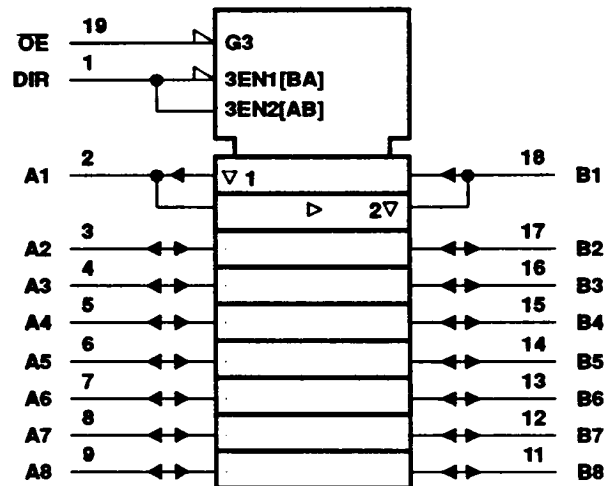 O̅E̅ 19 G3
DIR 1 3EN1[BA]
3EN2[AB]
A1 2 ▽ 1 18 B1
▷ 2▽
A2 3 17 B2
A3 4 16 B3
A4 5 15 B4
A5 6 14 B5
A6 7 13 B6
A7 8 12 B7
A8 9 11 B8